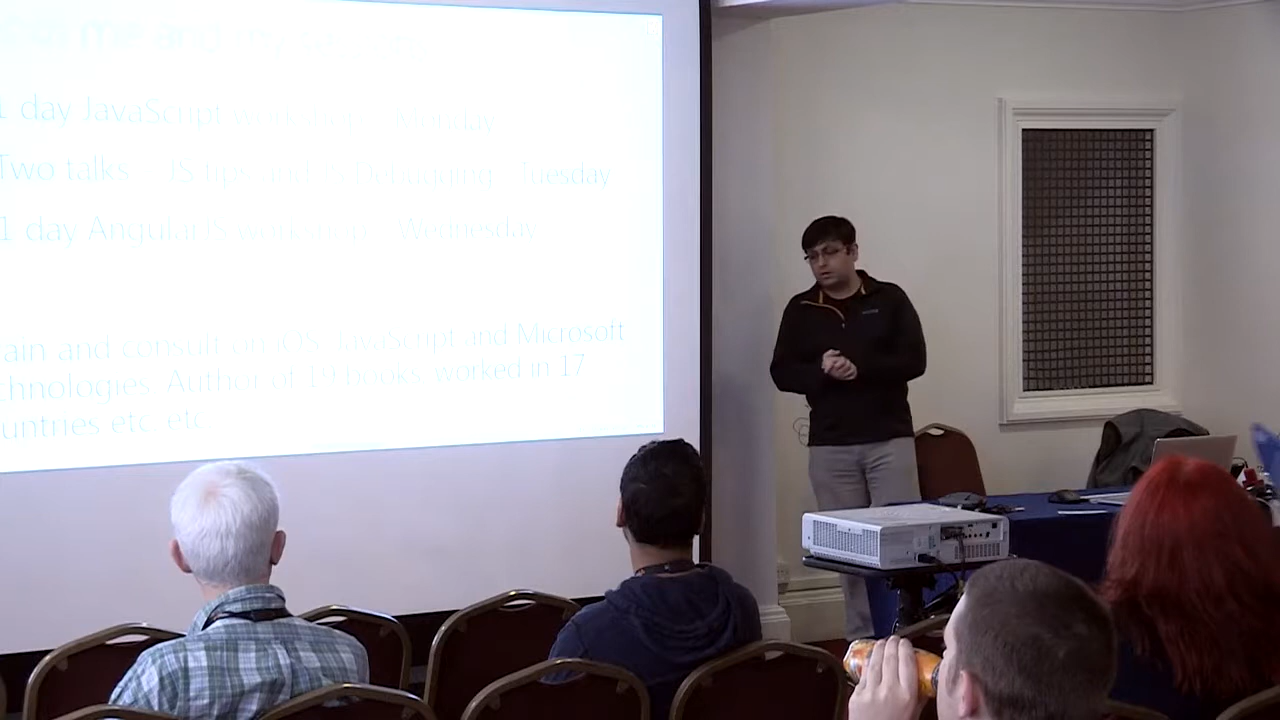 1 day JavaScript workshop Monday
Two talks JS tips and JS Debugging Tuesday
1 day AngularJS workshop Wednesday
ain and consult on iOS, JavaScript and Microsoft
chnologies. Author of 19 books, worked in 17
untries etc. etc